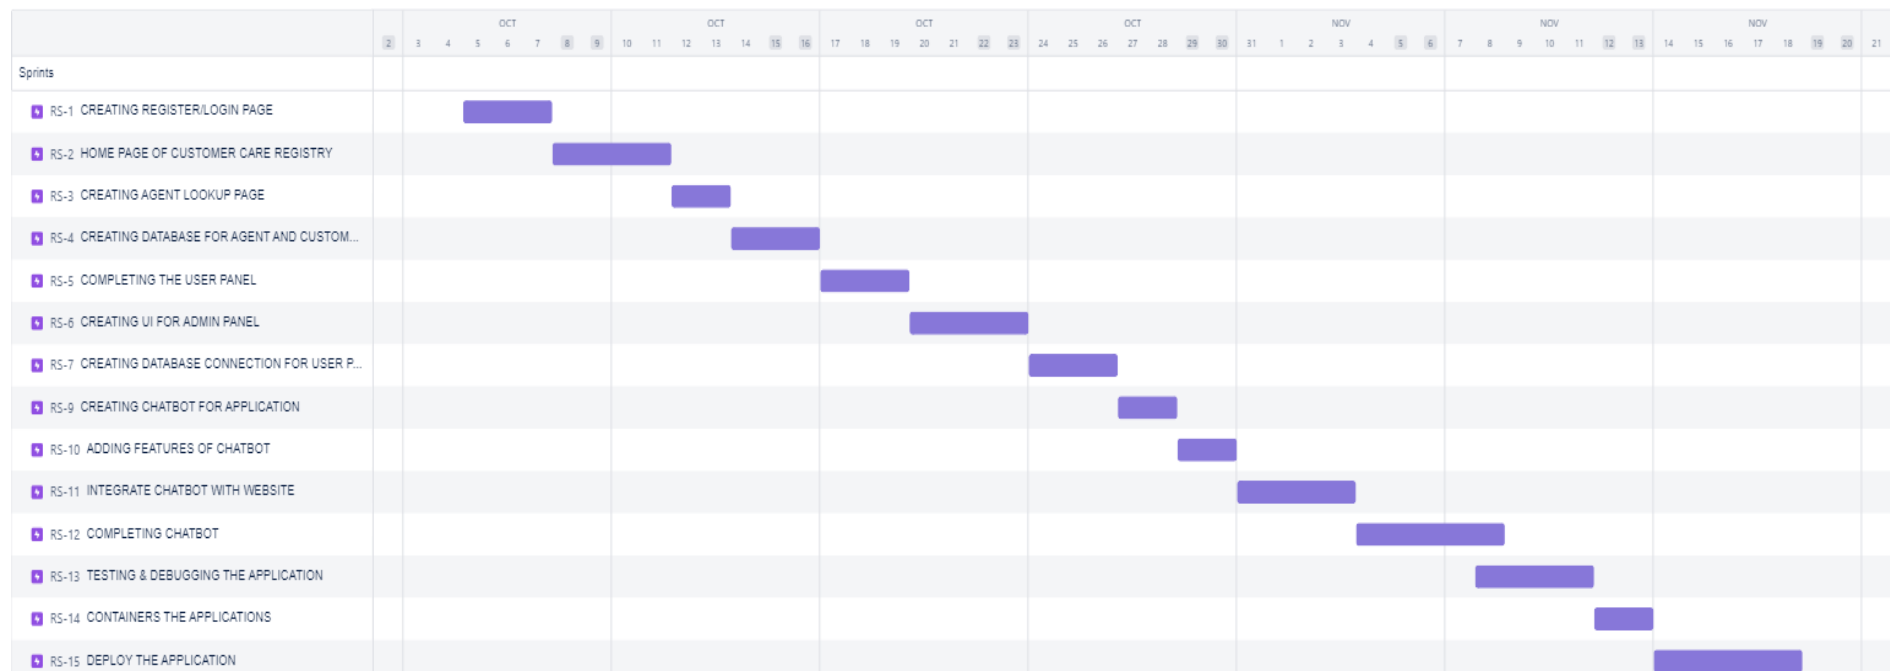 OCT OCT OCT OCT NOV NOV NOV
2 3 4 5 6 7 8 9 10 11 12 13 14 15 16 17 18 19 20 21 22 23 24 25 26 27 28 29 30 31 1 2 3 4 5 6 7 8 9 10 11 12 13 14 15 16 17 18 19 20 21
Sprints
RS-1 CREATING REGISTER/LOGIN PAGE
RS-2 HOME PAGE OF CUSTOMER CARE REGISTRY
RS-3 CREATING AGENT LOOKUP PAGE
RS-4 CREATING DATABASE FOR AGENT AND CUSTOM...
RS-5 COMPLETING THE USER PANEL
RS-6 CREATING UI FOR ADMIN PANEL
RS-7 CREATING DATABASE CONNECTION FOR USER P...
RS-9 CREATING CHATBOT FOR APPLICATION
RS-10 ADDING FEATURES OF CHATBOT
RS-11 INTEGRATE CHATBOT WITH WEBSITE
RS-12 COMPLETING CHATBOT
RS-13 TESTING & DEBUGGING THE APPLICATION
RS-14 CONTAINERS THE APPLICATIONS
RS-15 DEPLOY THE APPLICATION